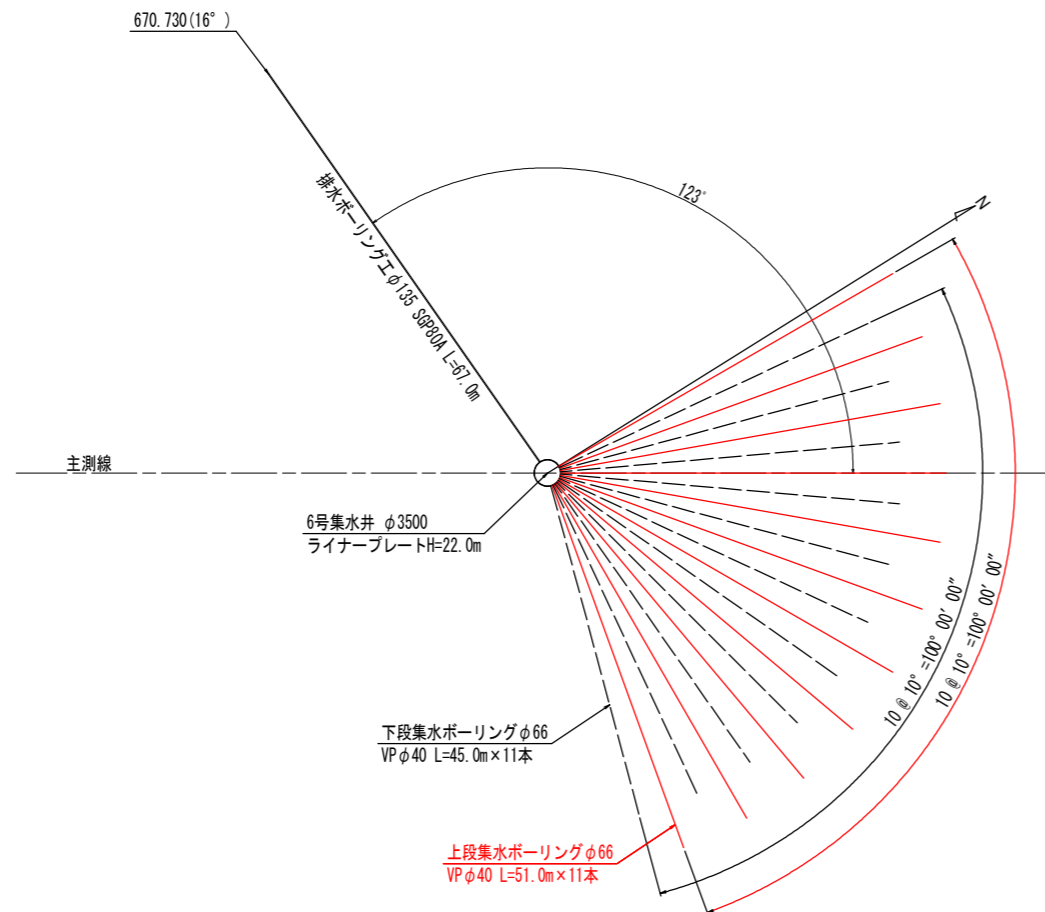 670.730(16°)
123°
N
排水ボーリング工φ135 SGP80A L=67.0m
主測線
6号集水井 φ3500
ライナープレートH=22.0m
10@10°=100°00′00″
10@10°=100°00′00″
下段集水ボーリングφ66
VPφ40 L=45.0m×11本
上段集水ボーリングφ66
VPφ40 L=51.0m×11本